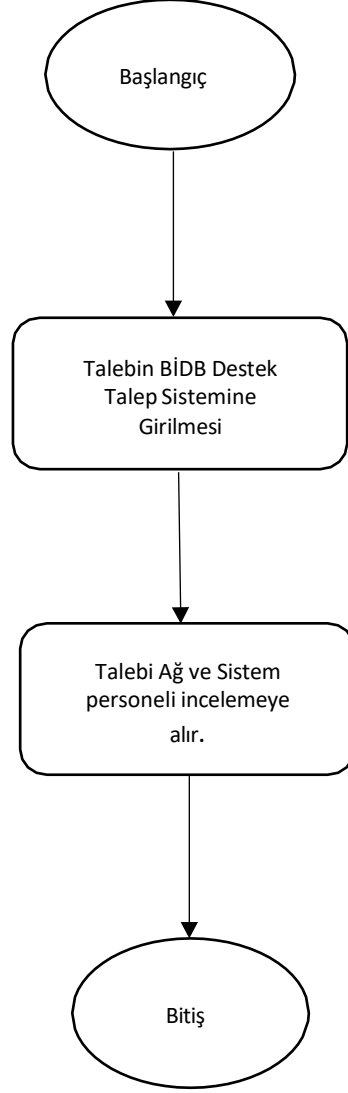 Başlangıç
Talebin BİDB Destek
Talep Sistemine
Girilmesi
Talebi Ağ ve Sistem
personeli incelemeye
alır.
Bitiş